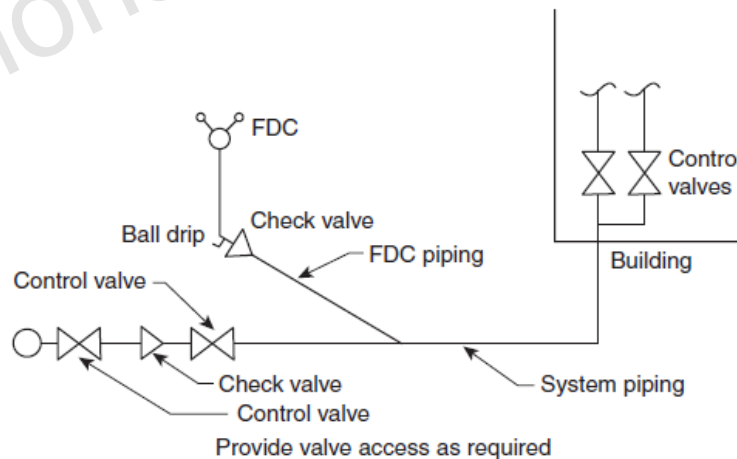 FDC
Contro
valves
Check valve
Ball drip
FDC piping
Building
Control valve
System piping
Check valve
Control valve
Provide valve access as required